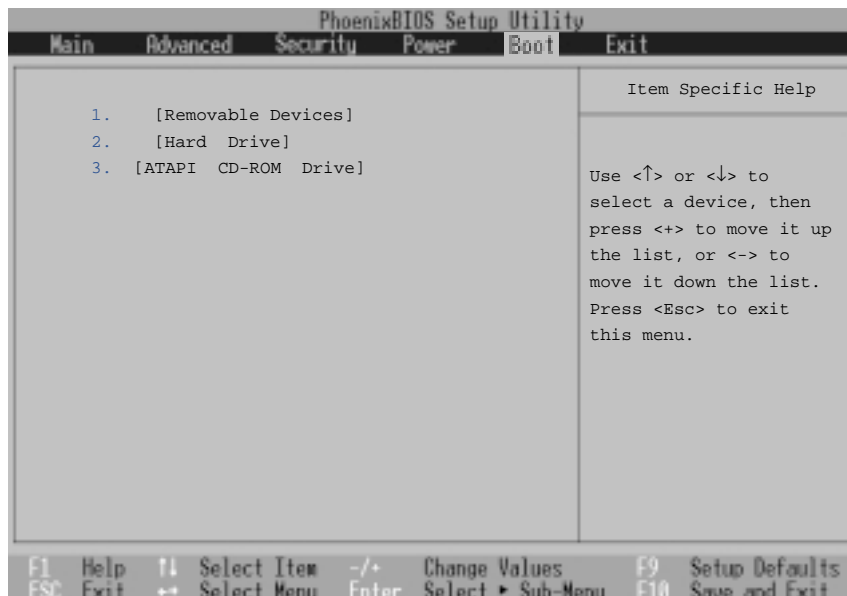 PhoenixBIOS Setup Utility
Main Advanced Security Power Boot Exit
1. [Removable Devices]
2. [Hard Drive]
3. [ATAPI CD-ROM Drive]
Item Specific Help
Use <↑> or <↓> to
select a device, then
press <+> to move it up
the list, or <-> to
move it down the list.
Press <Esc> to exit
this menu.
F1 Help ↑↓ Select Item -/+ Change Values F9 Setup Defaults
ESC Exit ↔ Select Menu Enter Select ▸ Sub-Menu F10 Save and Exit